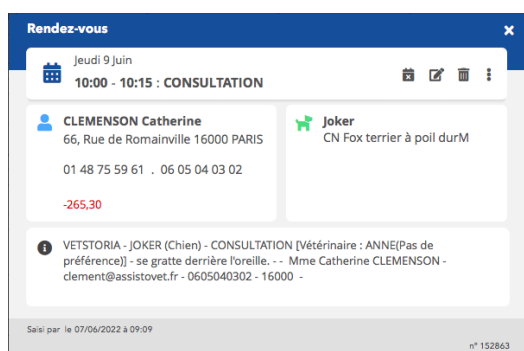 Rendez-vous
Jeudi 9 Juin
10:00 - 10:15 : CONSULTATION
CLEMENSON Catherine
66, Rue de Romainville 16000 PARIS
01 48 75 59 61 . 06 05 04 03 02
-265,30
Joker
CN Fox terrier à poil durM
VETSTORIA - JOKER (Chien) - CONSULTATION [Vétérinaire : ANNE(Pas de
préférence)] - se gratte derrière l'oreille. - - Mme Catherine CLEMENSON -
clement@assistovet.fr - 0605040302 - 16000 -
Saisi par le 07/06/2022 à 09:09
n° 152863